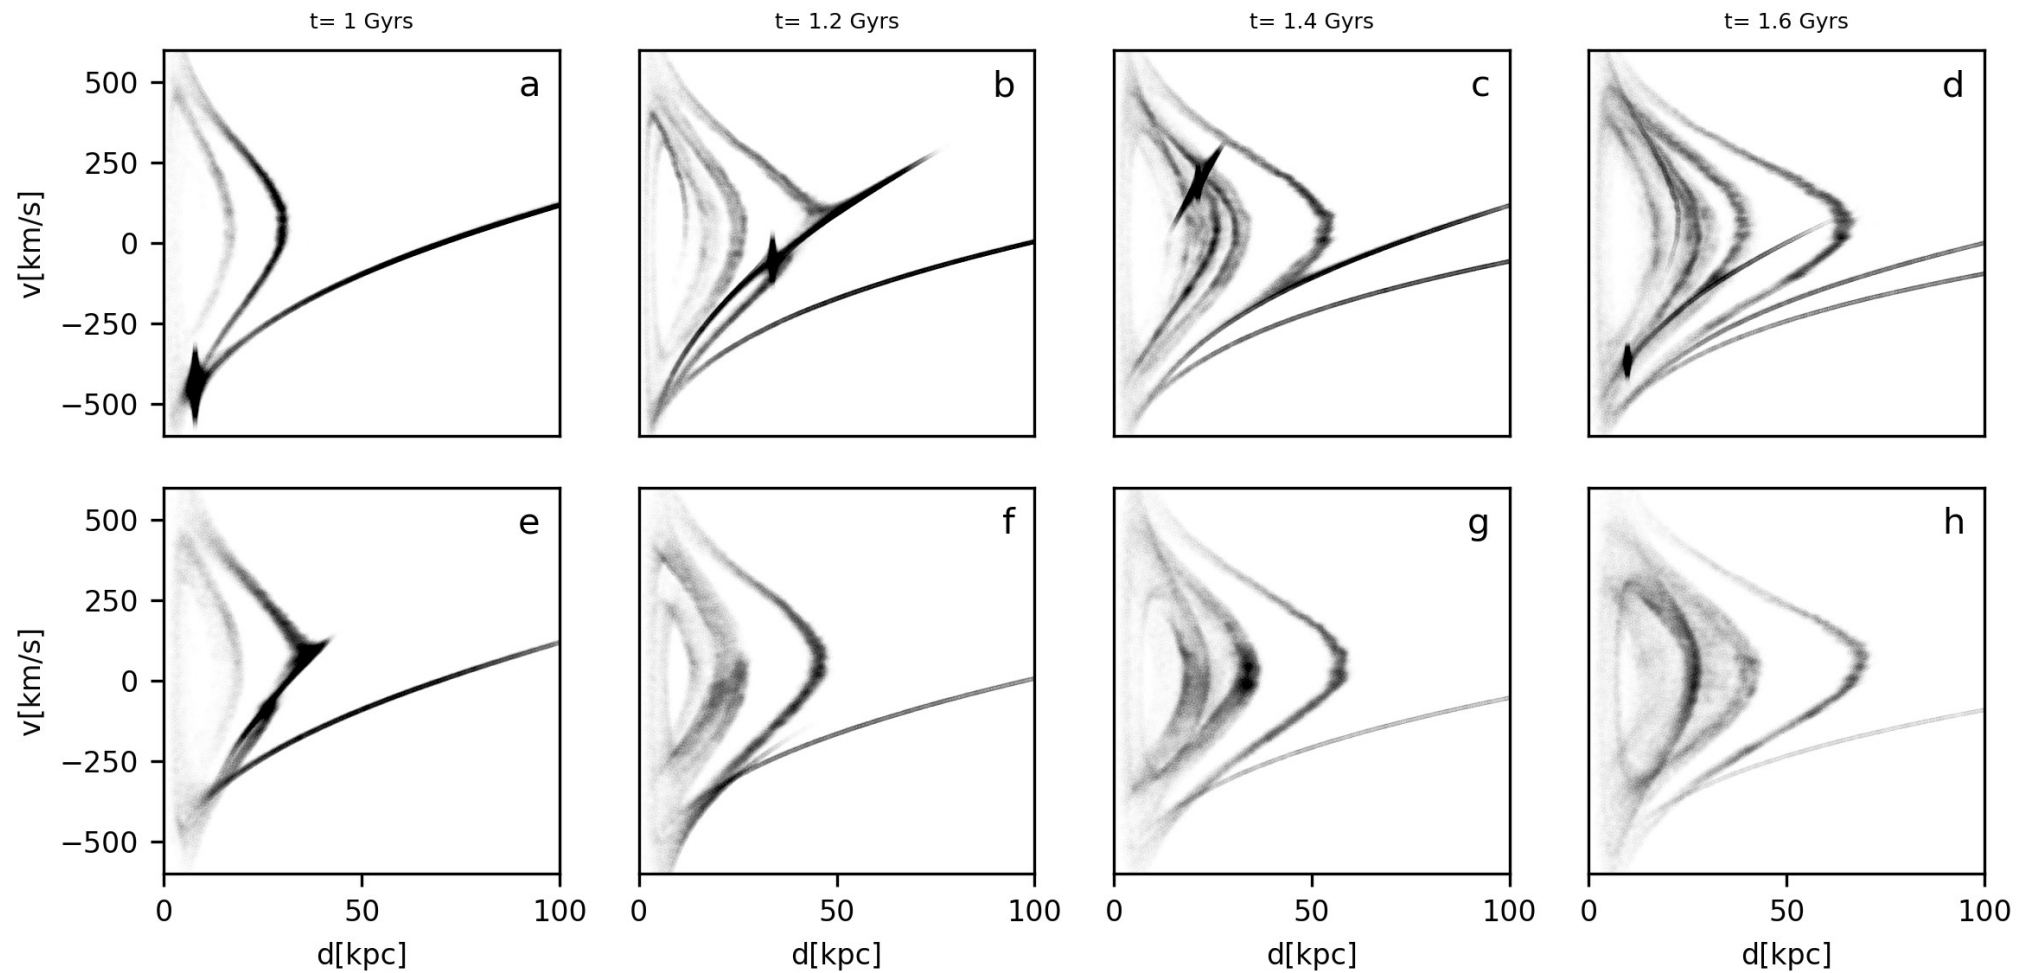 t= 1 Gyrs
t= 1.2 Gyrs
t= 1.4 Gyrs
t= 1.6 Gyrs
a
b
c
d
500
250
0
−250
−500
v[km/s]
e
f
g
h
500
250
0
−250
−500
v[km/s]
0 50 100
0 50 100
0 50 100
0 50 100
d[kpc]
d[kpc]
d[kpc]
d[kpc]